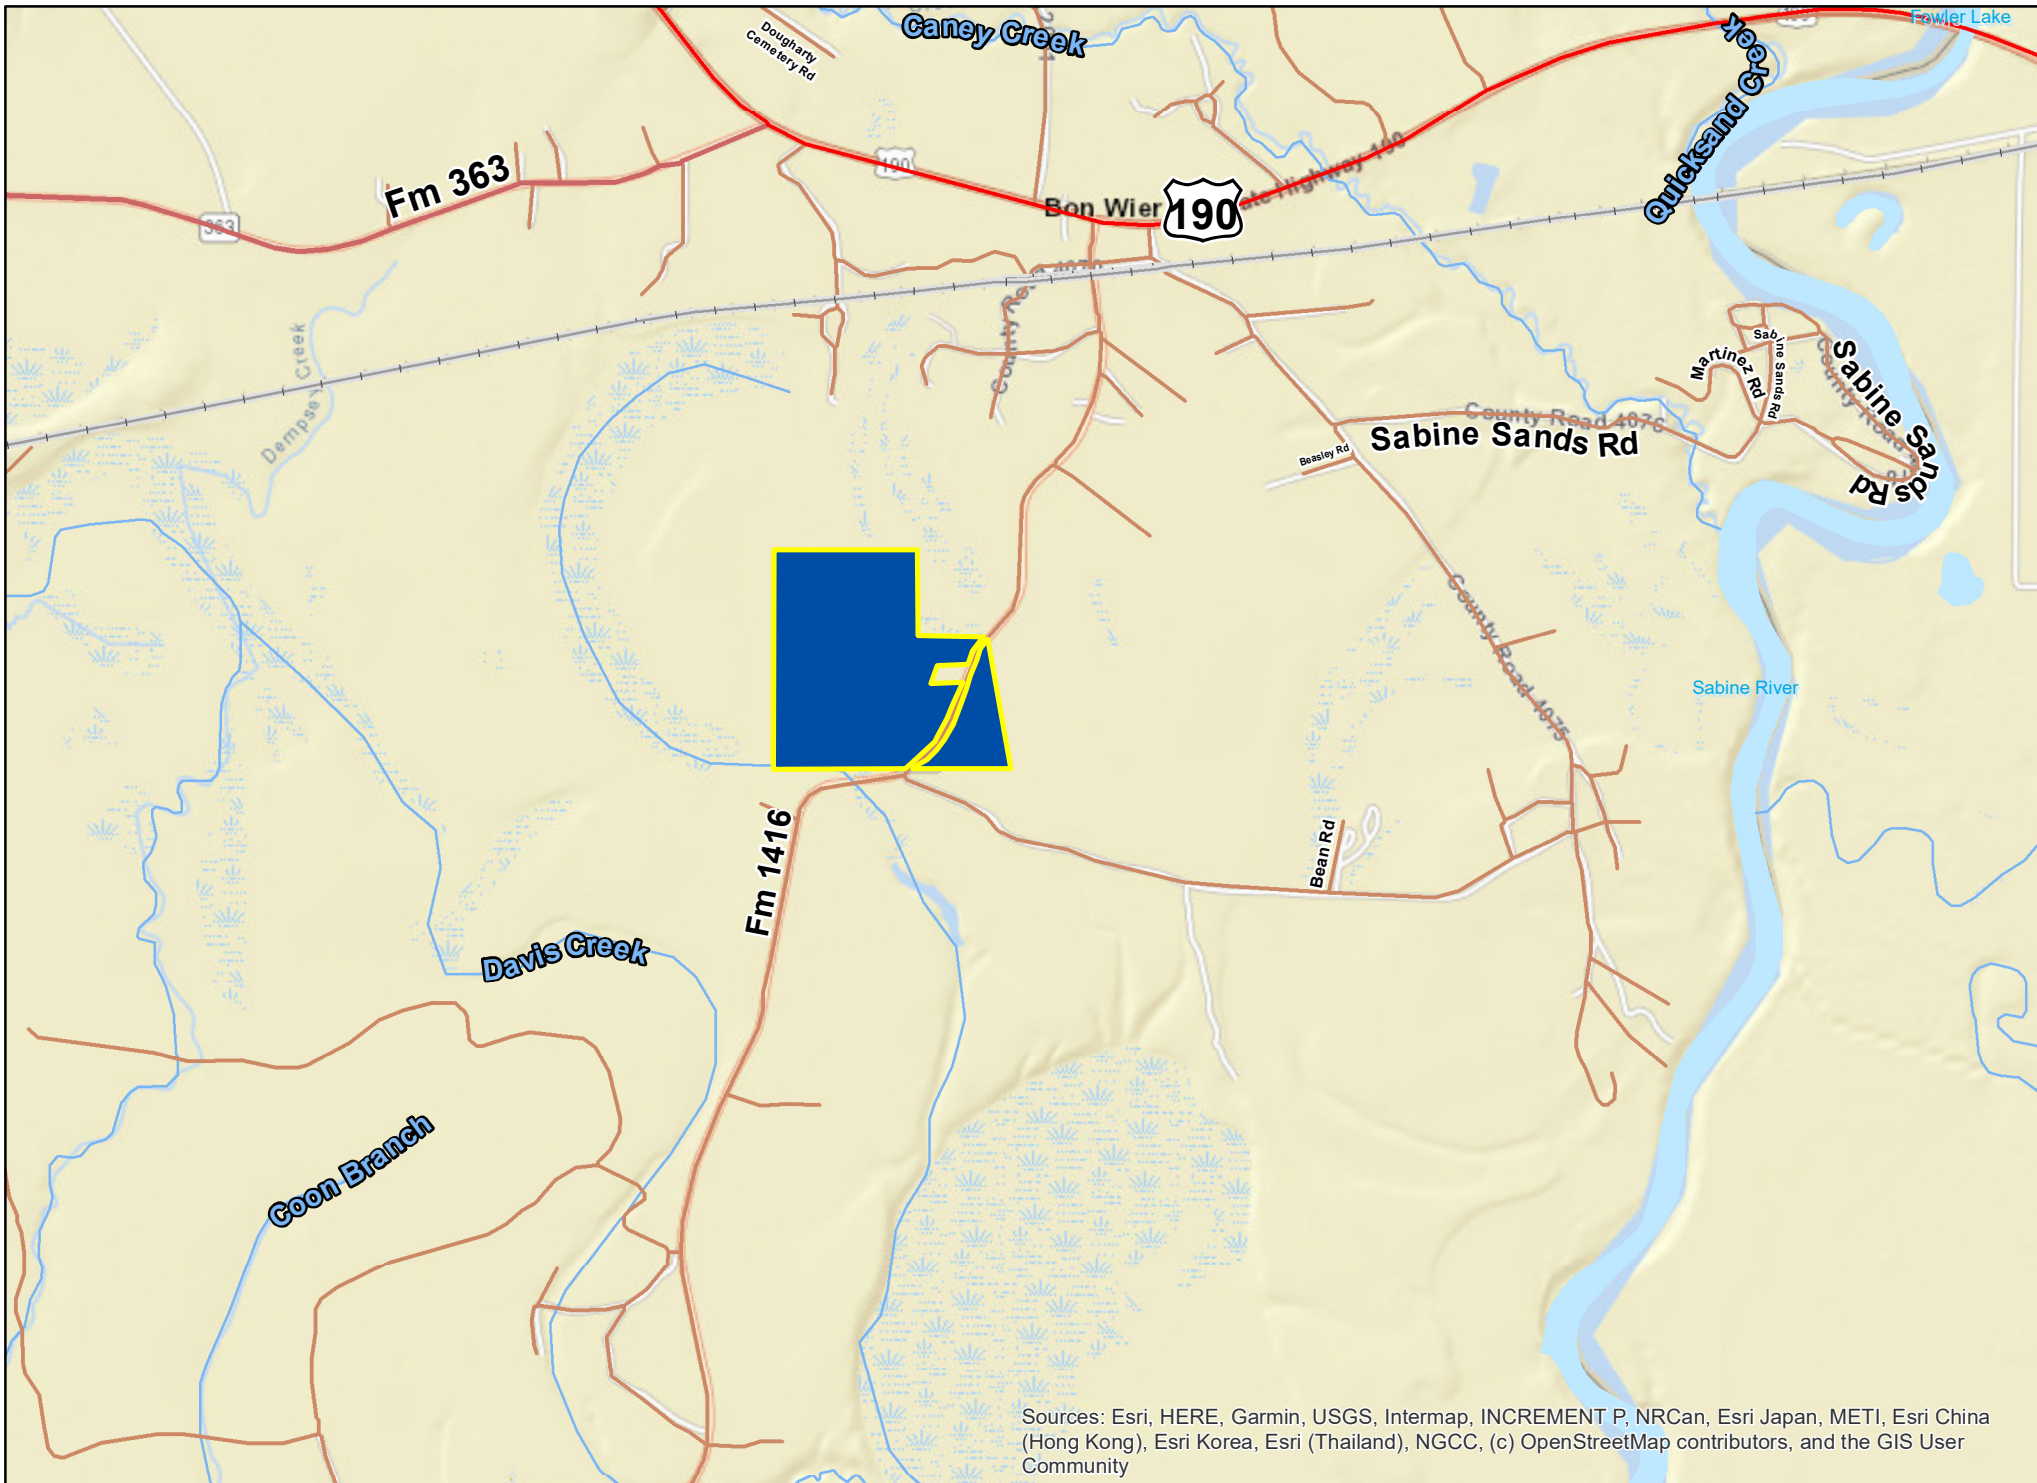 Fowler Lake
Caney Creek
Dougharty
Cemetery Rd
Quicksand Creek
190
Fm 363
363
Bon Wier
190
Dempsey Creek
Sabine Sands Rd
Martinez Rd
Sabine Sands Rd
County Road 4076
Sabine Sands Rd
Beasley Rd
County Road 4075
Sabine River
Fm 1416
Bean Rd
Davis Creek
Coon Branch
Sources: Esri, HERE, Garmin, USGS, Intermap, INCREMENT P, NRCan, Esri Japan, METI, Esri China
(Hong Kong), Esri Korea, Esri (Thailand), NGCC, (c) OpenStreetMap contributors, and the GIS User
Community